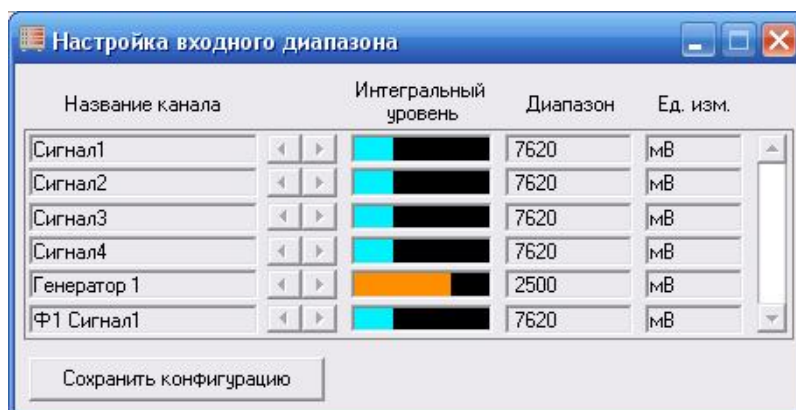 Настройка входного диапазона
Название канала Интегральный уровень Диапазон Ед. изм.
Сигнал1 7620 мВ
Сигнал2 7620 мВ
Сигнал3 7620 мВ
Сигнал4 7620 мВ
Генератор 1 2500 мВ
Ф1 Сигнал1 7620 мВ
Сохранить конфигурацию